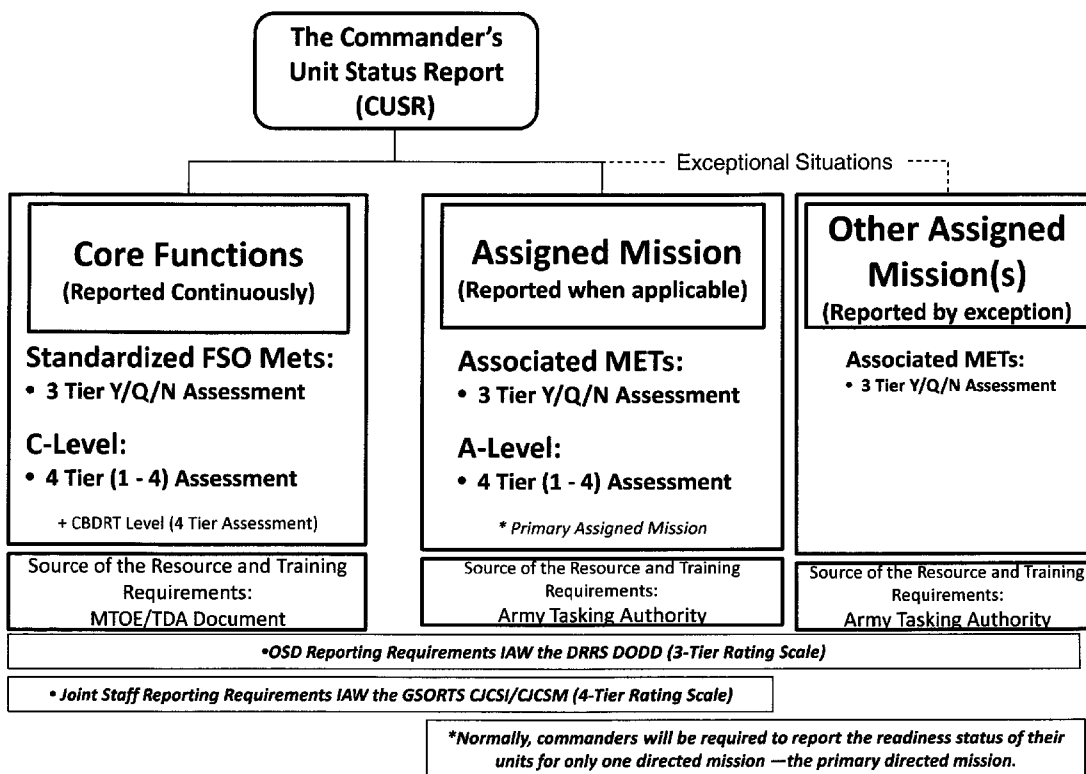 The Commander's
Unit Status Report
(CUSR)
Exceptional Situations
Core Functions
(Reported Continuously)
Standardized FSO Mets:
• 3 Tier Y/Q/N Assessment
C-Level:
• 4 Tier (1 - 4) Assessment
+ CBDRT Level (4 Tier Assessment)
Source of the Resource and Training
Requirements:
MTOE/TDA Document
Assigned Mission
(Reported when applicable)
Associated METs:
• 3 Tier Y/Q/N Assessment
A-Level:
• 4 Tier (1 - 4) Assessment
* Primary Assigned Mission
Source of the Resource and Training
Requirements:
Army Tasking Authority
Other Assigned
Mission(s)
(Reported by exception)
Associated METs:
• 3 Tier Y/Q/N Assessment
Source of the Resource and Training
Requirements:
Army Tasking Authority
•OSD Reporting Requirements IAW the DRRS DODD (3-Tier Rating Scale)
• Joint Staff Reporting Requirements IAW the GSORTS CJCSI/CJCSM (4-Tier Rating Scale)
*Normally, commanders will be required to report the readiness status of their
units for only one directed mission —the primary directed mission.